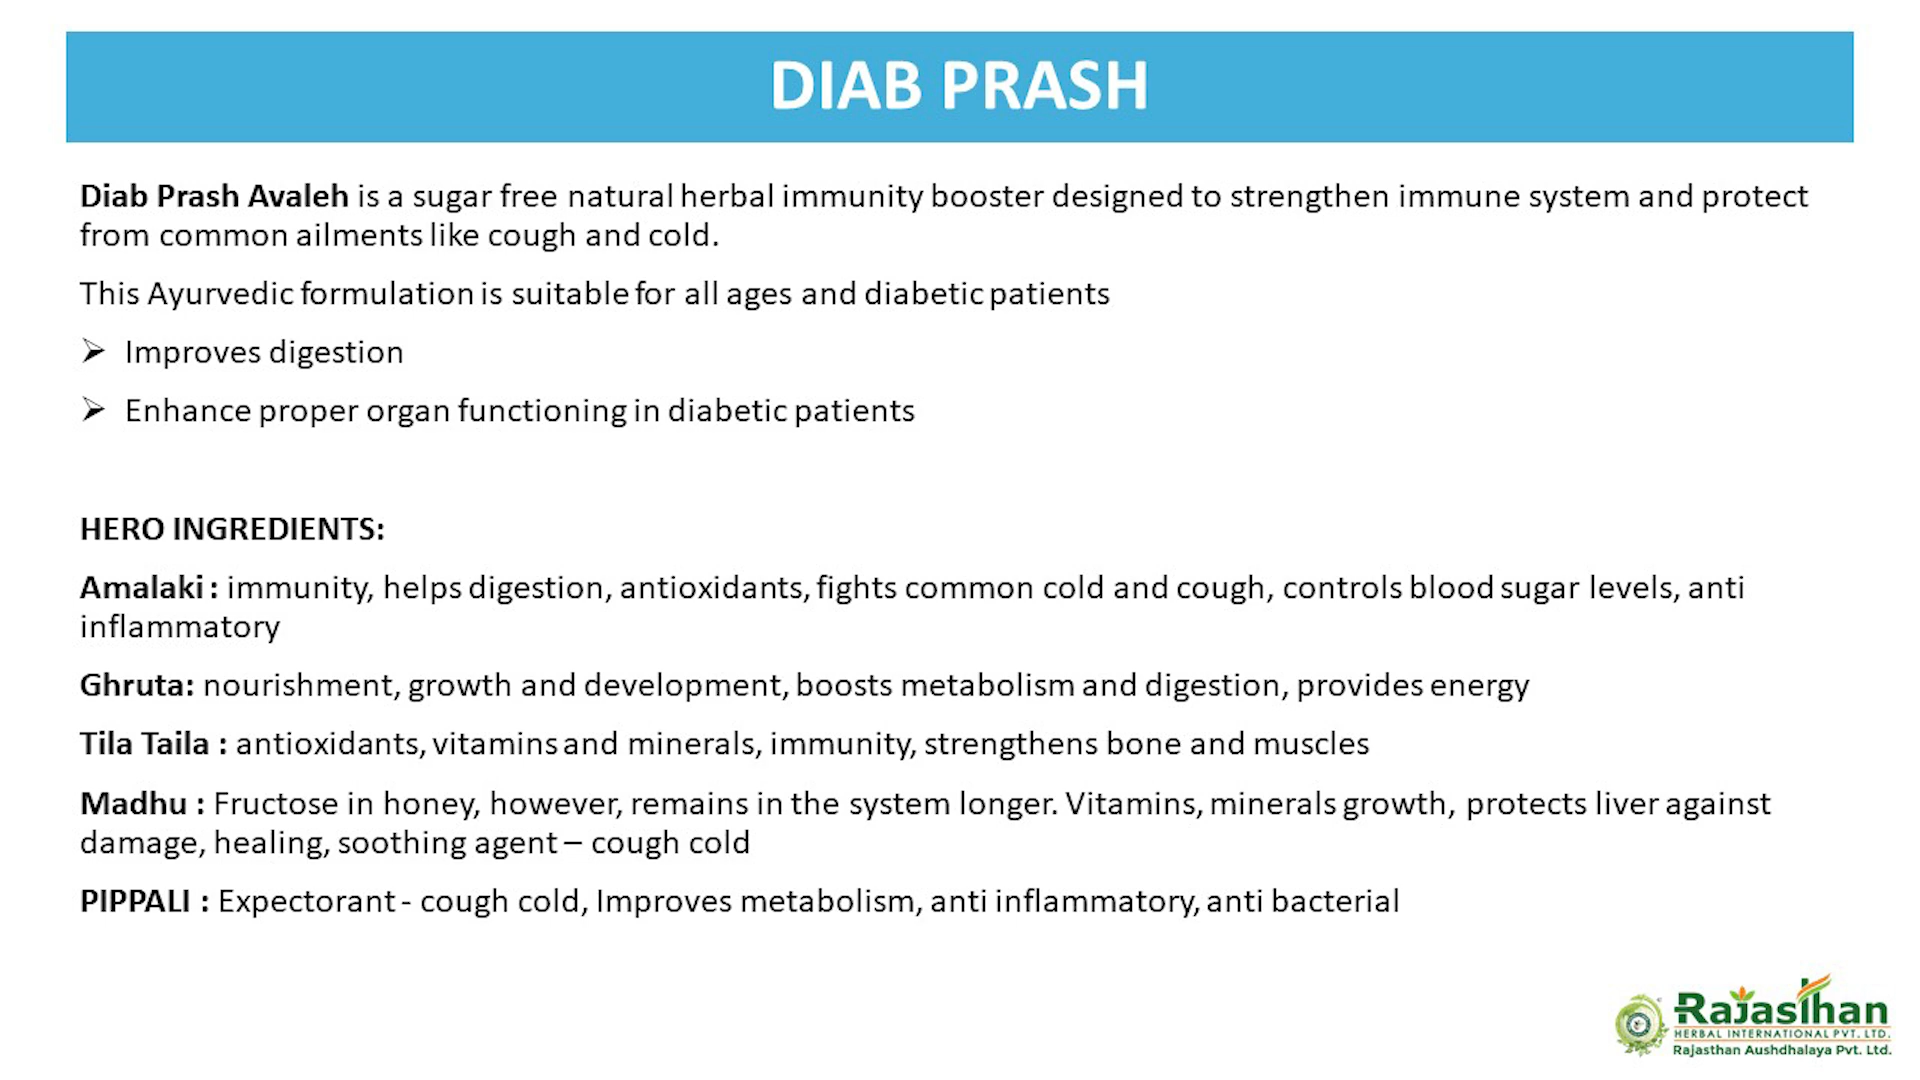 DIAB PRASH
Diab Prash Avaleh is a sugar free natural herbal immunity booster designed to strengthen immune system and protect
from common ailments like cough and cold.
This Ayurvedic formulation is suitable for all ages and diabetic patients
➢ Improves digestion
➢ Enhance proper organ functioning in diabetic patients
HERO INGREDIENTS:
Amalaki : immunity, helps digestion, antioxidants, fights common cold and cough, controls blood sugar levels, anti
inflammatory
Ghruta: nourishment, growth and development, boosts metabolism and digestion, provides energy
Tila Taila : antioxidants, vitamins and minerals, immunity, strengthens bone and muscles
Madhu : Fructose in honey, however, remains in the system longer. Vitamins, minerals growth, protects liver against
damage, healing, soothing agent – cough cold
PIPPALI : Expectorant - cough cold, Improves metabolism, anti inflammatory, anti bacterial
Rajasthan
HERBAL INTERNATIONAL PVT. LTD.
Rajasthan Aushdhalaya Pvt. Ltd.